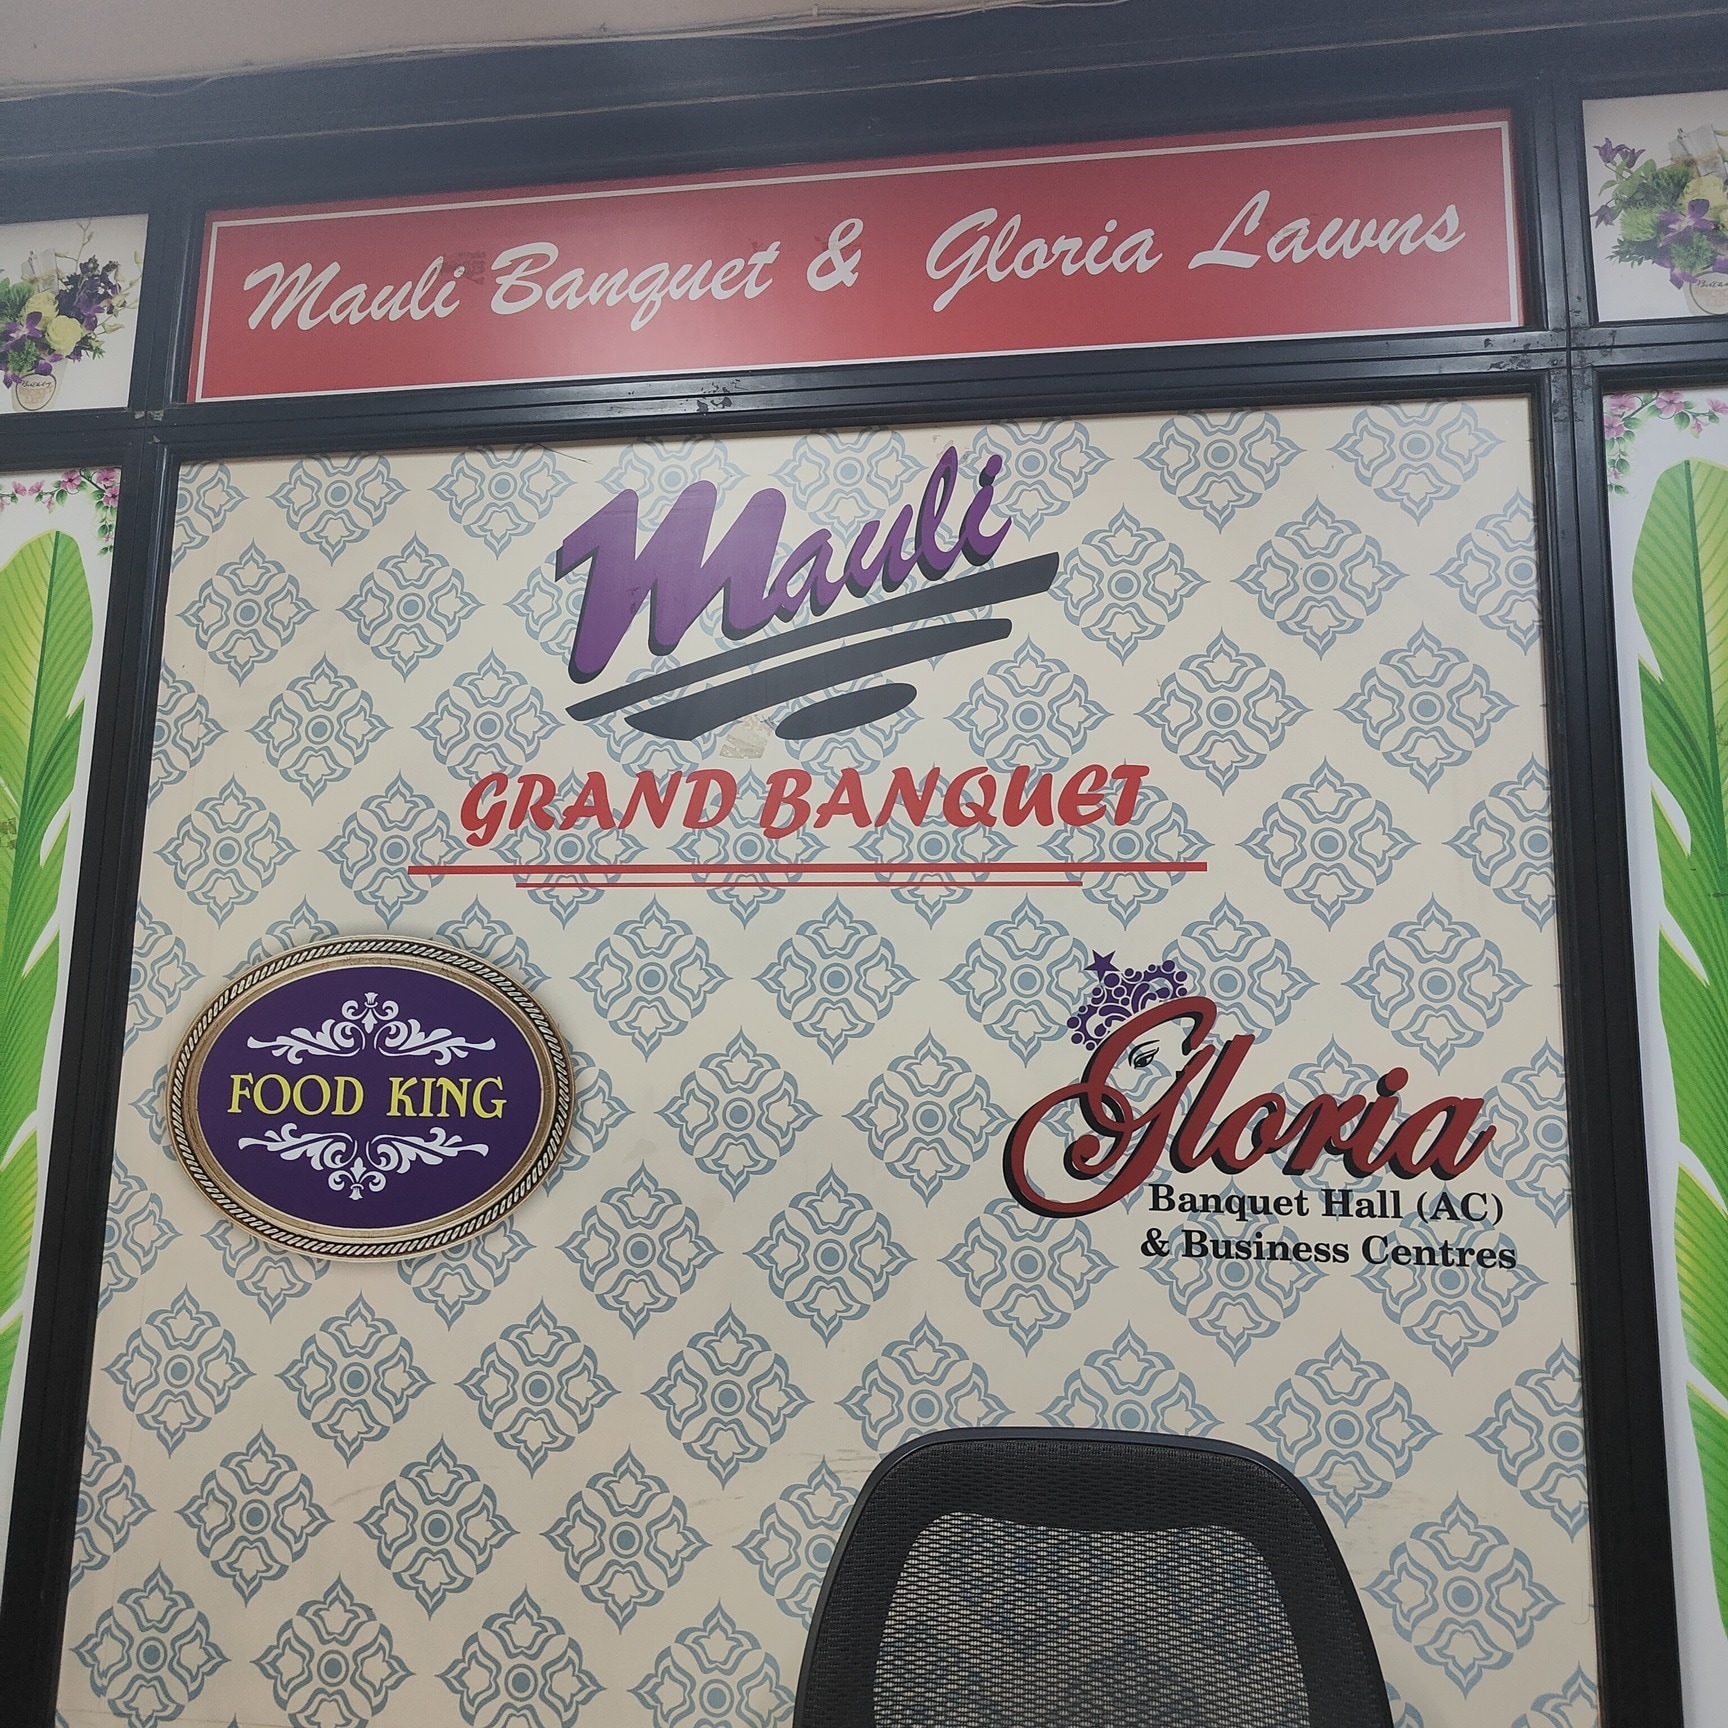 Mauli Banquet & Gloria Lawns
Mauli
GRAND BANQUET
FOOD KING
Gloria
Banquet Hall (AC)
& Business Centres